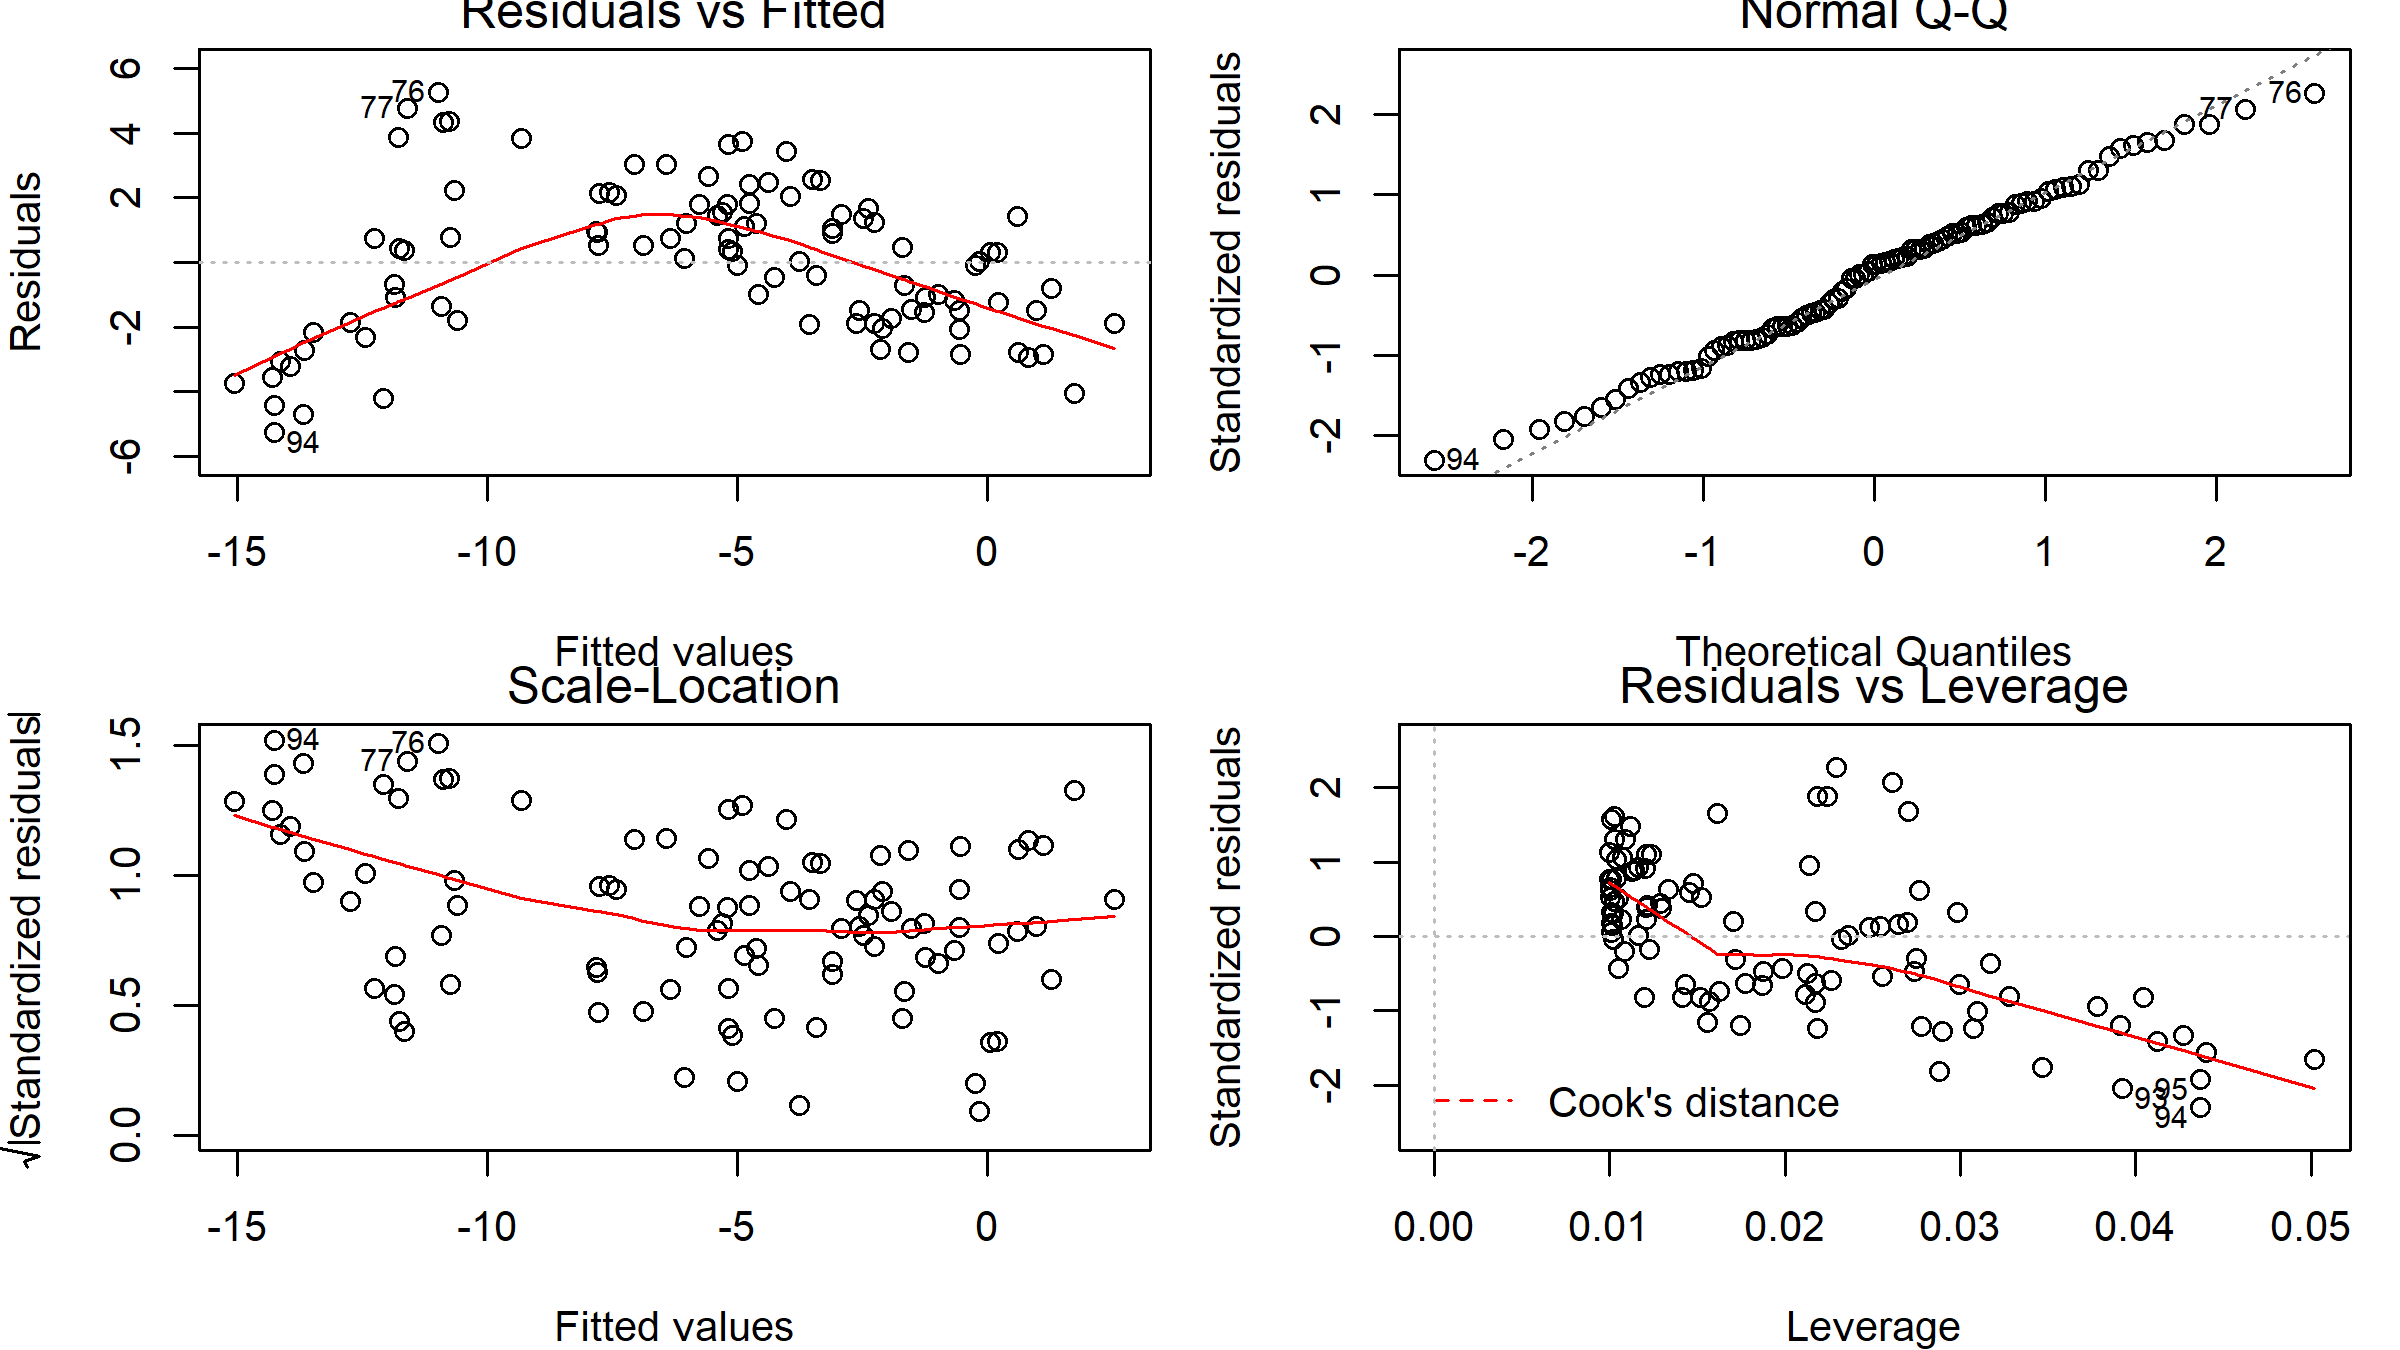 Residuals vs Fitted
Residuals
6
4
2
-2
-6
76
77
94
-15 -10 -5 0
Fitted values
Normal Q-Q
Standardized residuals
2
1
0
-1
-2
77
76
94
-2 -1 0 1 2
Theoretical Quantiles
Scale-Location
√|Standardized residuals|
1.5
1.0
0.5
0.0
94
76
77
-15 -10 -5 0
Fitted values
Residuals vs Leverage
Standardized residuals
2
1
0
-1
-2
Cook's distance
95
93
94
0.00 0.01 0.02 0.03 0.04 0.05
Leverage